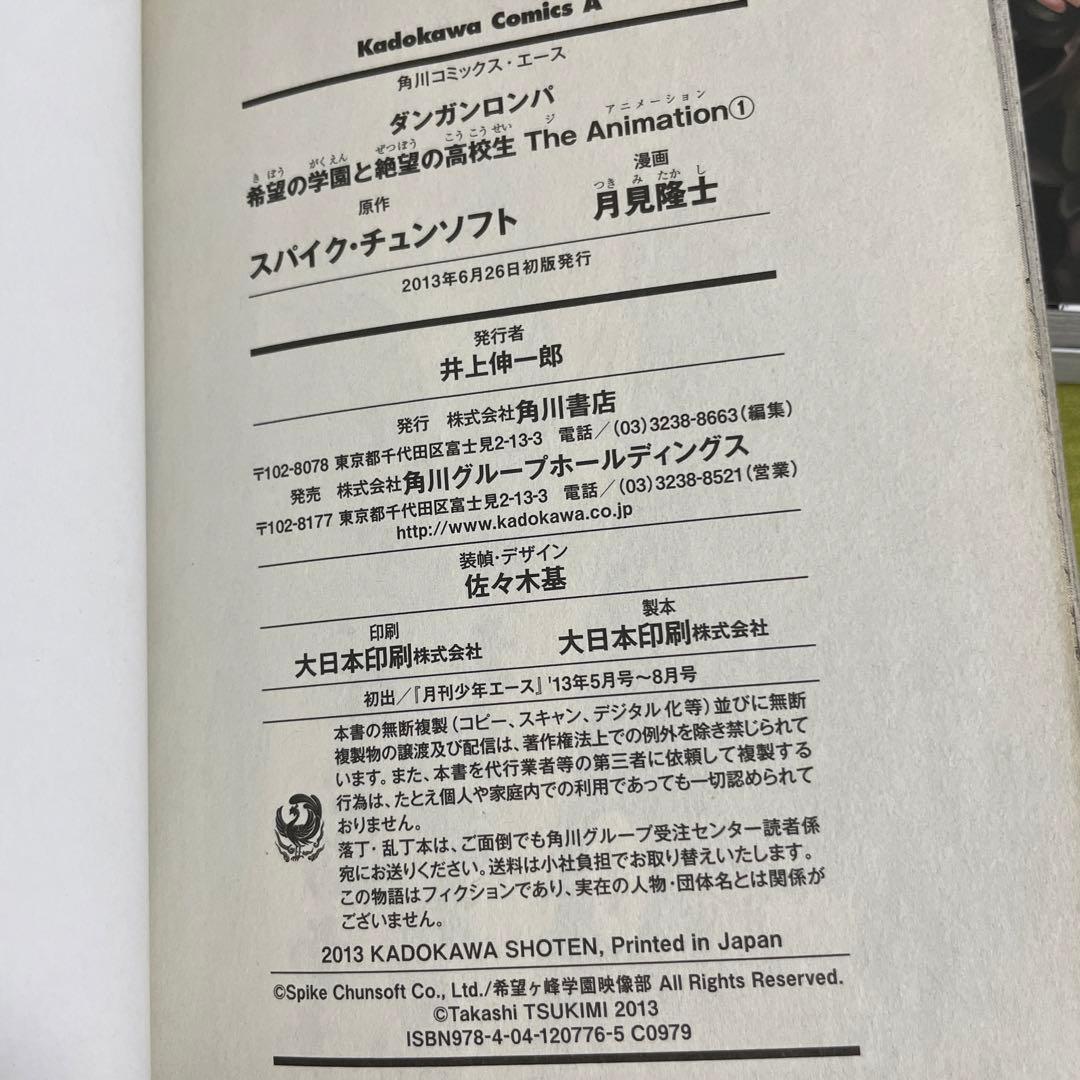 Kadokawa Comics A
角川コミックス・エース
ダンガンロンパ
きぼう がくえん ぜつぼう こうこうせい ジ アニメーション
希望の学園と絶望の高校生 The Animation①
原作 漫画
つきみたかし
スパイク・チュンソフト 月見隆士
2013年6月26日初版発行
発行者
井上伸一郎
発行 株式会社角川書店
〒102-8078 東京都千代田区富士見2-13-3 電話/(03)3238-8663(編集)
発売 株式会社角川グループホールディングス
〒102-8177 東京都千代田区富士見2-13-3 電話/(03)3238-8521(営業)
http://www.kadokawa.co.jp
装幀・デザイン
佐々木基
印刷 製本
大日本印刷株式会社 大日本印刷株式会社
初出/『月刊少年エース』'13年5月号〜8月号
本書の無断複製(コピー、スキャン、デジタル化等)並びに無断
複製物の譲渡及び配信は、著作権法上での例外を除き禁じられて
います。また、本書を代行業者等の第三者に依頼して複製する
行為は、たとえ個人や家庭内での利用であっても一切認められて
おりません。
落丁・乱丁本は、ご面倒でも角川グループ受注センター読者係
宛にお送りください。送料は小社負担でお取り替えいたします。
この物語はフィクションであり、実在の人物・団体名とは関係が
ございません。
2013 KADOKAWA SHOTEN, Printed in Japan
©Spike Chunsoft Co., Ltd./希望ヶ峰学園映像部 All Rights Reserved.
©Takashi TSUKIMI 2013
ISBN978-4-04-120776-5 C0979